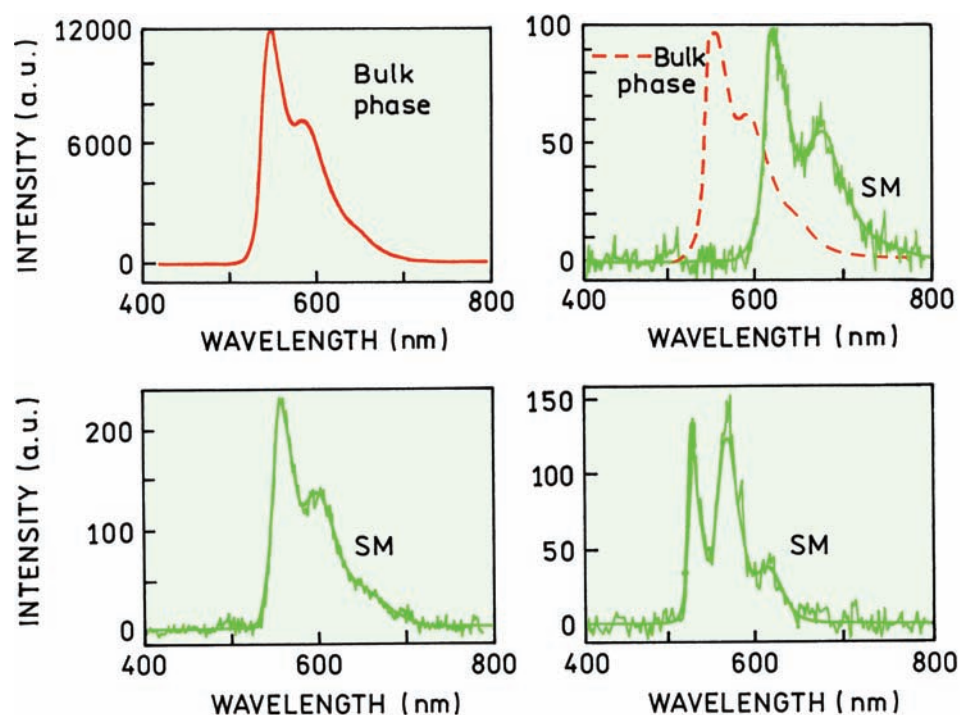 12000
6000
0
INTENSITY (a.u.)
Bulk
phase
400 600 800
WAVELENGTH (nm)
100
50
0
Bulk
phase
SM
400 600 800
WAVELENGTH (nm)
200
100
0
INTENSITY (a.u.)
SM
400 600 800
WAVELENGTH (nm)
150
100
50
0
SM
400 600 800
WAVELENGTH (nm)